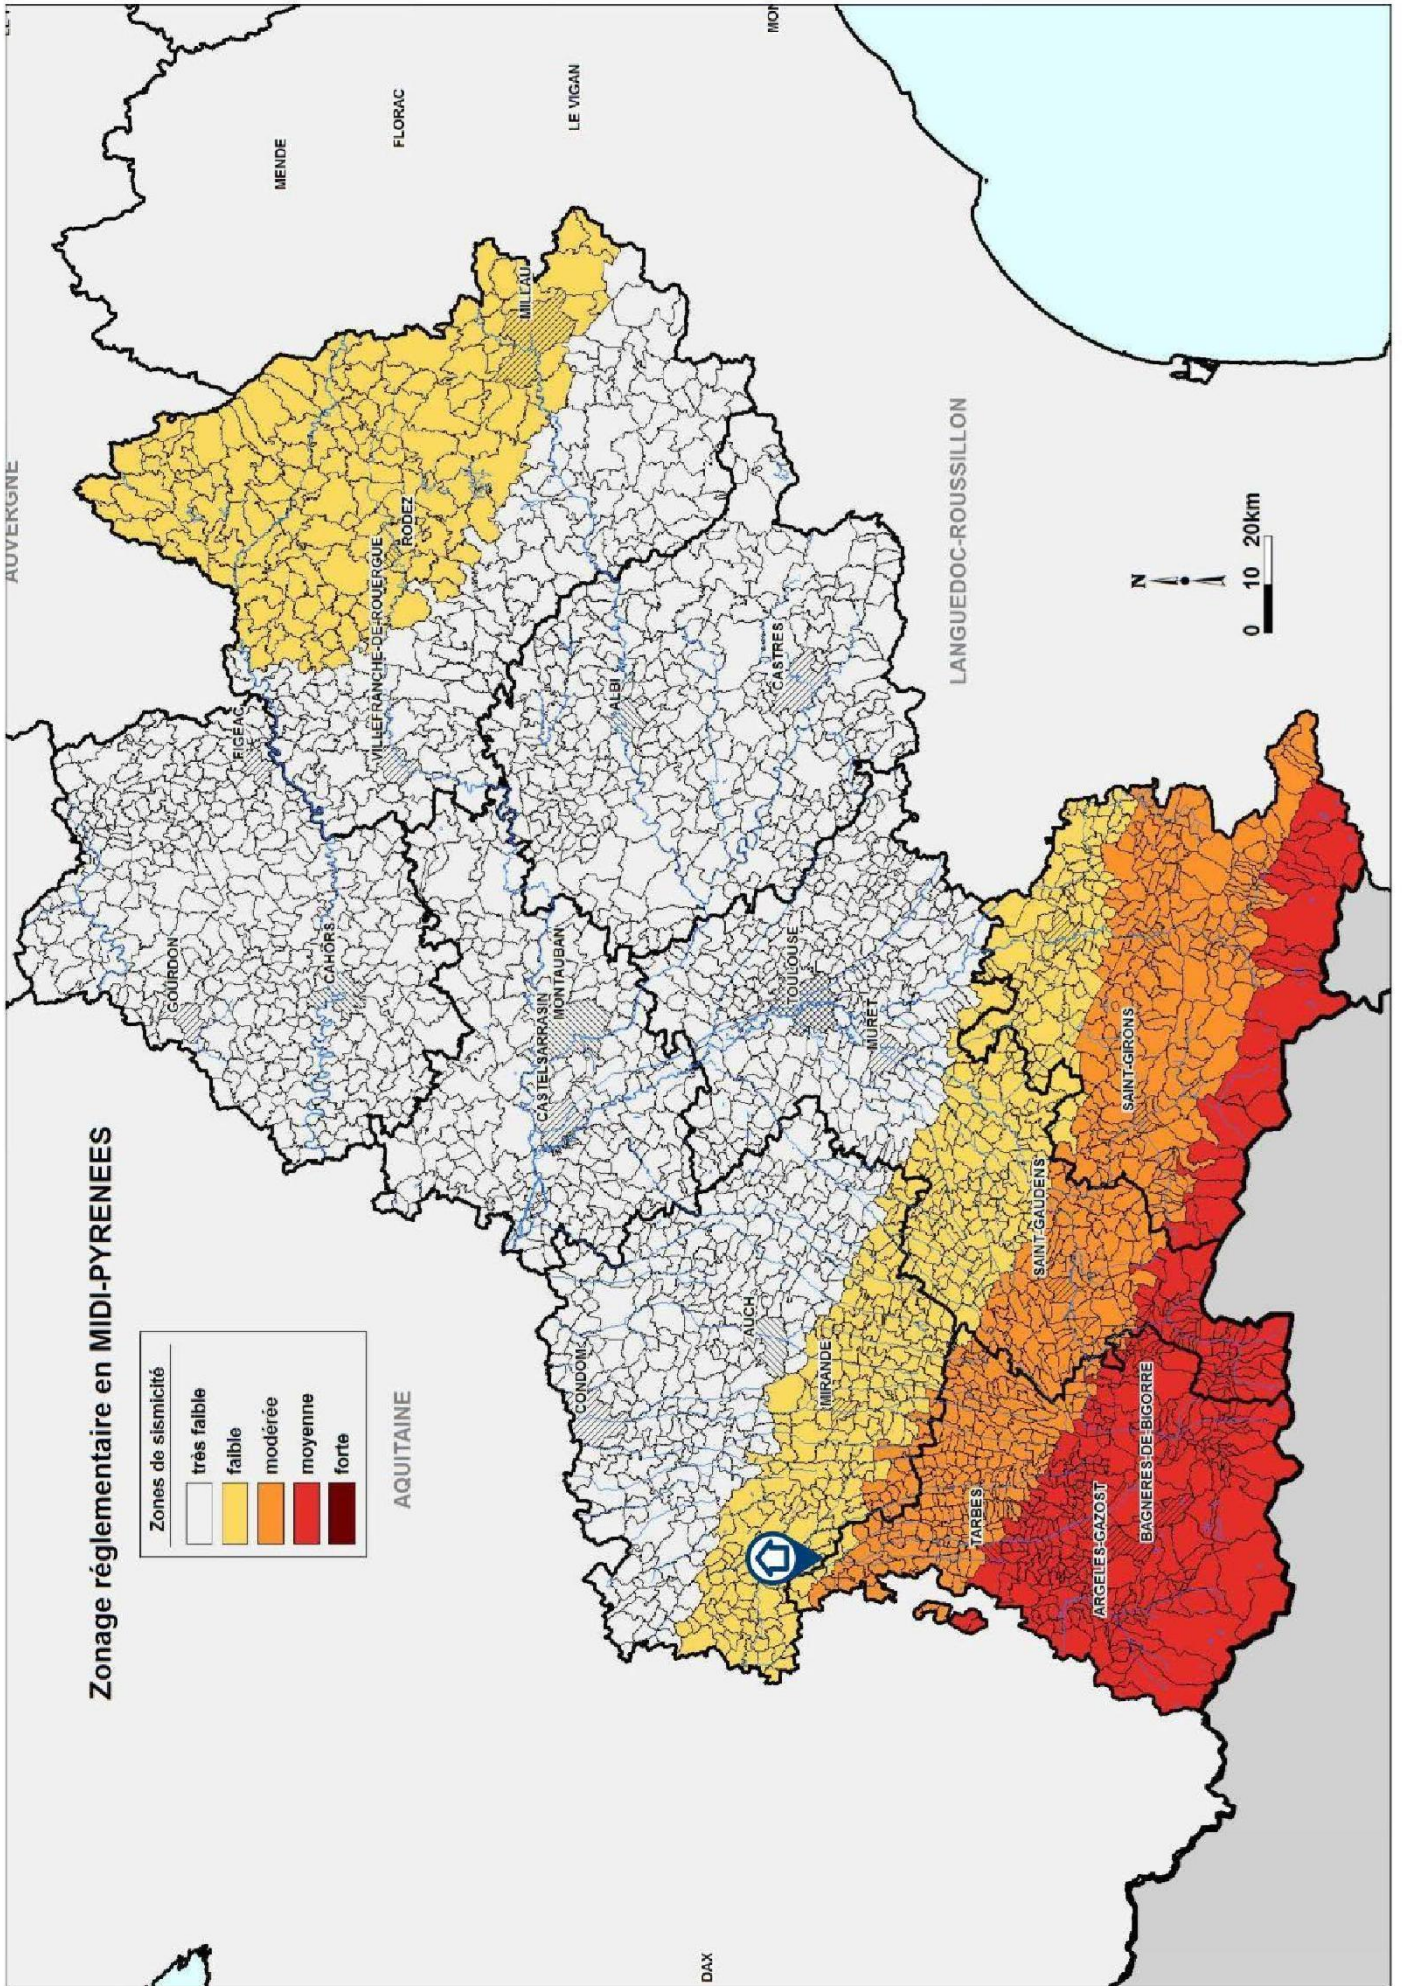 Zonage réglementaire en MIDI-PYRENEES
Zones de sismicité
très faible
faible
modérée
moyenne
forte
AUVERGNE
AQUITAINE
LANGUEDOC-ROUSSILLON
MENDE
FLORAC
LE VIGAN
MILLAU
RODEZ
VILLEFRANCHE-DE-ROUERGUE
FIGEAC
GOURDON
CAHORS
ALBI
CASTRES
MONTAUBAN
CASTELSARRASIN
TOULOUSE
MURET
CONDOM
AUCH
MIRANDE
SAINT-GIRONS
SAINT-GAUDENS
TARBES
BAGNERES-DE-BIGORRE
ARGELES-GAZOST
DAX
N
0 10 20km